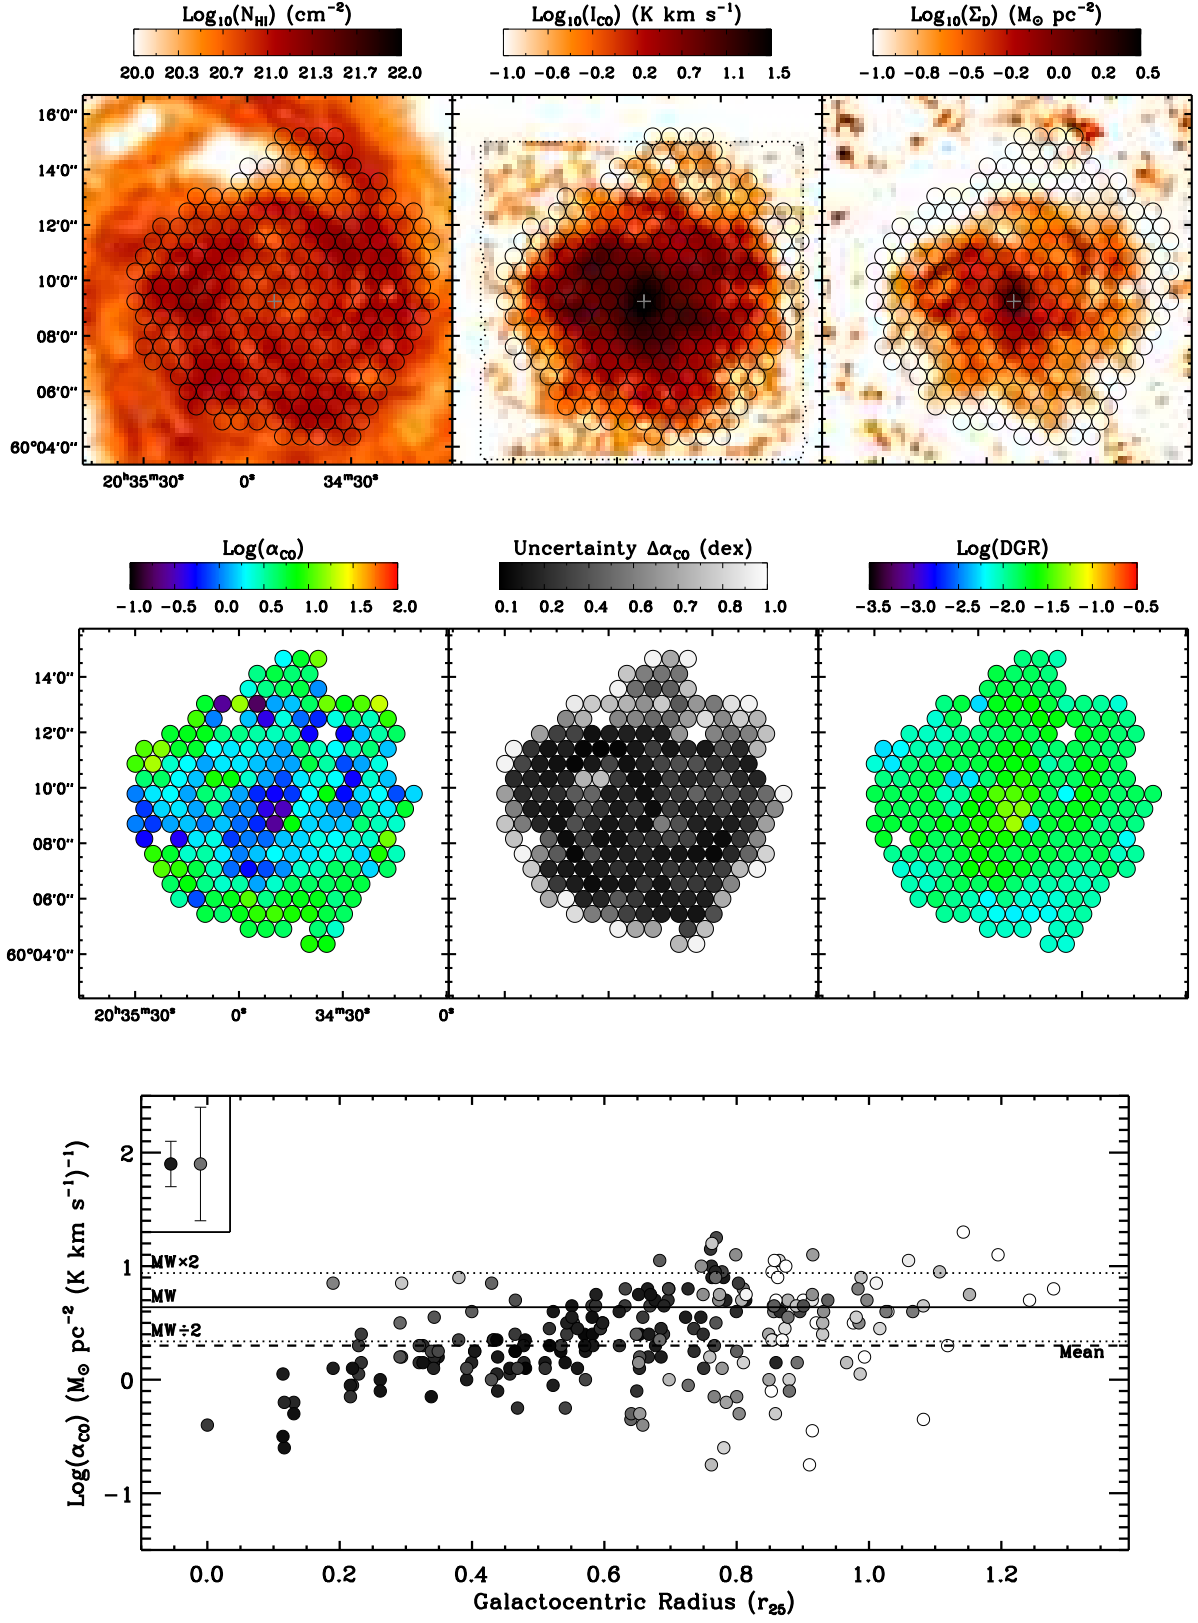 Log₁₀(N_HI) (cm⁻²) Log₁₀(I_CO) (K km s⁻¹) Log₁₀(Σ_D) (M⊙ pc⁻²)
20.0 20.3 20.7 21.0 21.3 21.7 22.0 −1.0 −0.6 −0.2 0.2 0.7 1.1 1.5 −1.0 −0.8 −0.5 −0.2 0.0 0.2 0.5
16'0"
14'0"
12'0"
10'0"
08'0"
06'0"
60°04'0"
20ʰ35ᵐ30ˢ 0ˢ 34ᵐ30ˢ
Log(α_CO) Uncertainty Δα_CO (dex) Log(DGR)
−1.0 −0.5 0.0 0.5 1.0 1.5 2.0 0.1 0.2 0.4 0.6 0.7 0.8 1.0 −3.5 −3.0 −2.5 −2.0 −1.5 −1.0 −0.5
14'0"
12'0"
10'0"
08'0"
06'0"
60°04'0"
20ʰ35ᵐ30ˢ 0ˢ 34ᵐ30ˢ 0ˢ
Log(α_CO) (M⊙ pc⁻² (K km s⁻¹)⁻¹)
2
1
0
−1
MW×2
MW
MW÷2
Mean
0.0 0.2 0.4 0.6 0.8 1.0 1.2
Galactocentric Radius (r₂₅)